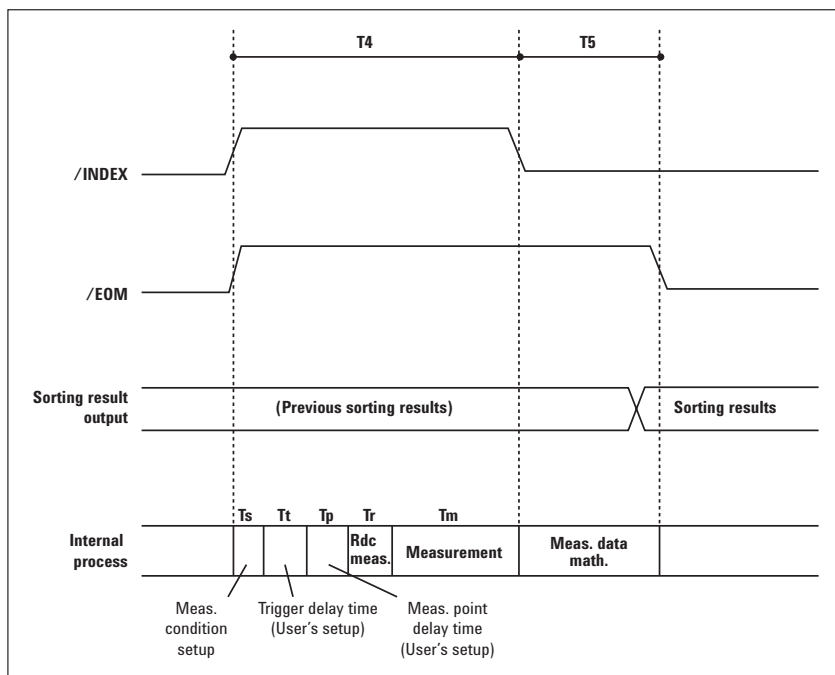 T4 T5
/INDEX
/EOM
Sorting result
output
(Previous sorting results) Sorting results
Ts Tt Tp Tr Tm
Internal
process
Rdc
meas.
Measurement
Meas. data
math.
Meas.
condition
setup
Trigger delay time
(User's setup)
Meas. point
delay time
(User's setup)